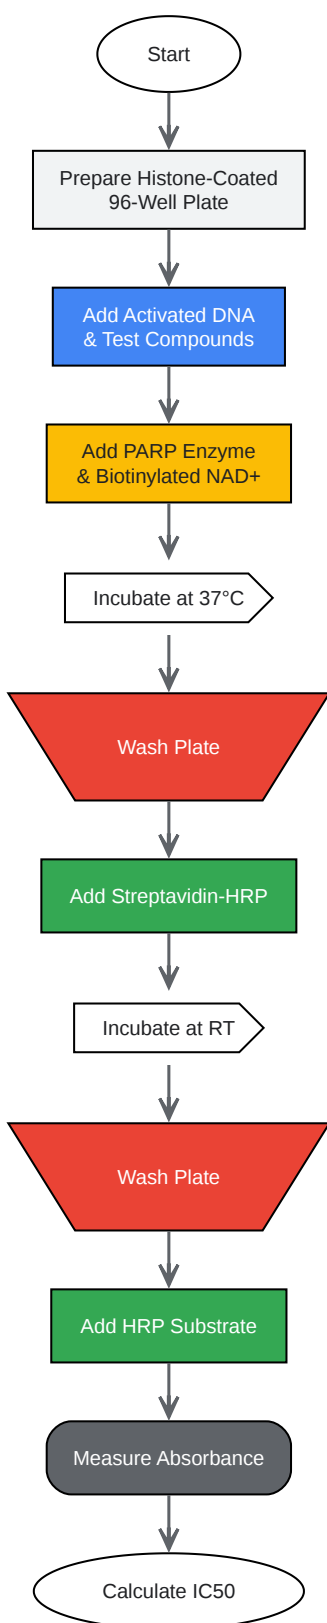 Start
Prepare Histone-Coated
96-Well Plate
Add Activated DNA
& Test Compounds
Add PARP Enzyme
& Biotinylated NAD+
Incubate at 37°C
Wash Plate
Add Streptavidin-HRP
Incubate at RT
Wash Plate
Add HRP Substrate
Measure Absorbance
Calculate IC50